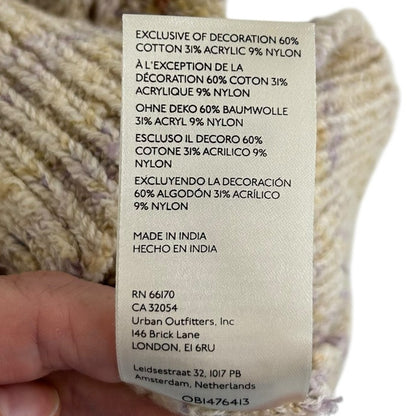 EXCLUSIVE OF DECORATION 60%
COTTON 31% ACRYLIC 9% NYLON
À L'EXCEPTION DE LA
DÉCORATION 60% COTON 31%
ACRYLIQUE 9% NYLON
OHNE DEKO 60% BAUMWOLLE
31% ACRYL 9% NYLON
ESCLUSO IL DECORO 60%
COTONE 31% ACRILICO 9%
NYLON
EXCLUYENDO LA DECORACIÓN
60% ALGODÓN 31% ACRÍLICO
9% NYLON
MADE IN INDIA
HECHO EN INDIA
RN 66170
CA 32054
Urban Outfitters, Inc
146 Brick Lane
LONDON, E1 6RU
Leidsestraat 32, 1017 PB
Amsterdam, Netherlands
OB1476413